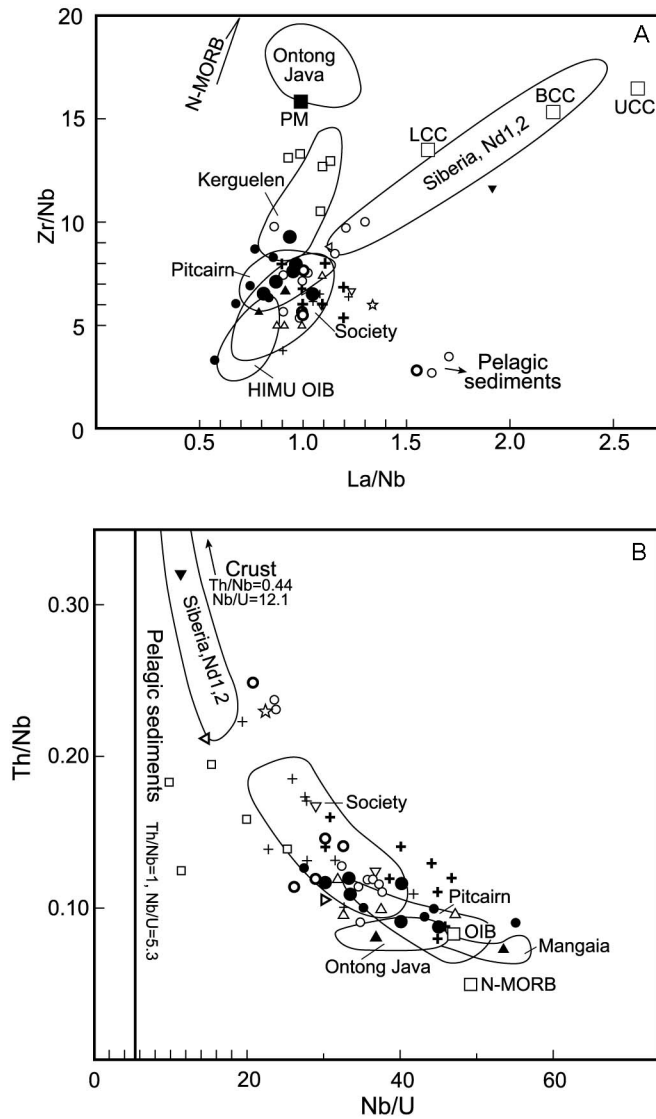 A
20
15
10
5
0
Zr/Nb
N-MORB
Ontong
Java
PM
LCC
BCC
UCC
Siberia, Nd1,2
Kerguelen
Pitcairn
Society
HIMU OIB
Pelagic
sediments
0.5
1.0
1.5
2.0
2.5
La/Nb
B
0.30
0.20
0.10
Th/Nb
Crust
Th/Nb=0.44
Nb/U=12.1
Siberia,Nd1,2
Pelagic sediments
Th/Nb=1, Nb/U=5.3
Society
Pitcairn
OIB
Mangaia
Ontong Java
N-MORB
0
20
40
60
Nb/U